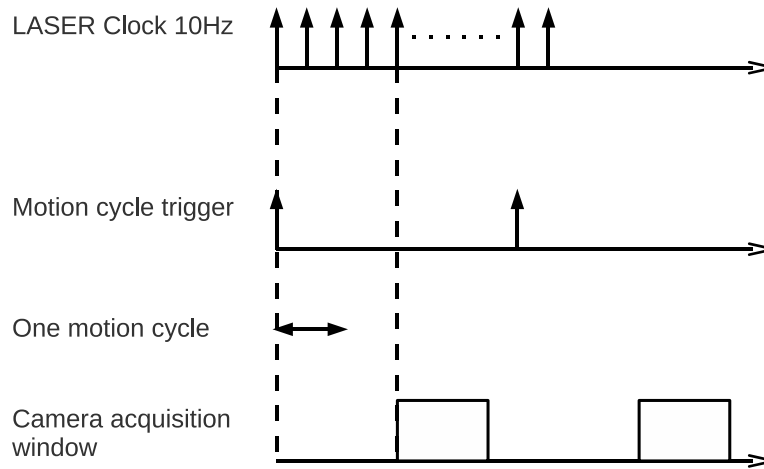 LASER Clock 10Hz
Motion cycle trigger
One motion cycle
Camera acquisition
window